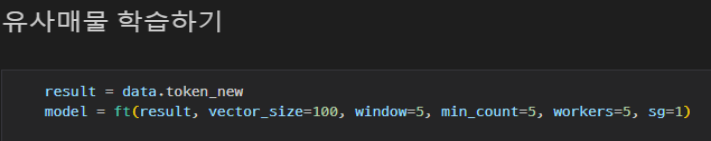 유사매물 학습하기
result = data.token_new
model = ft(result, vector_size=100, window=5, min_count=5, workers=5, sg=1)